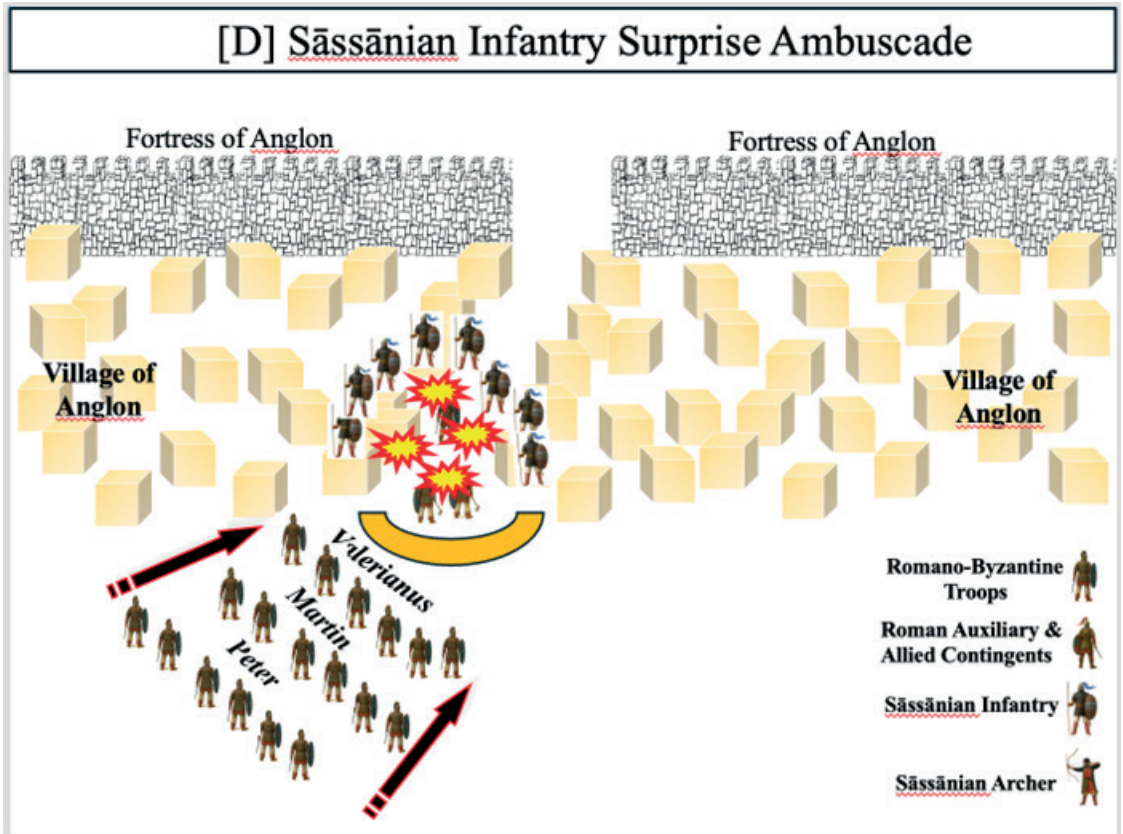 [D] Sāssānian Infantry Surprise Ambuscade
Fortress of Anglon
Fortress of Anglon
Village of
Anglon
Village of
Anglon
Valerianus
Martin
Peter
Romano-Byzantine
Troops
Roman Auxiliary &
Allied Contingents
Sāssānian Infantry
Sāssānian Archer